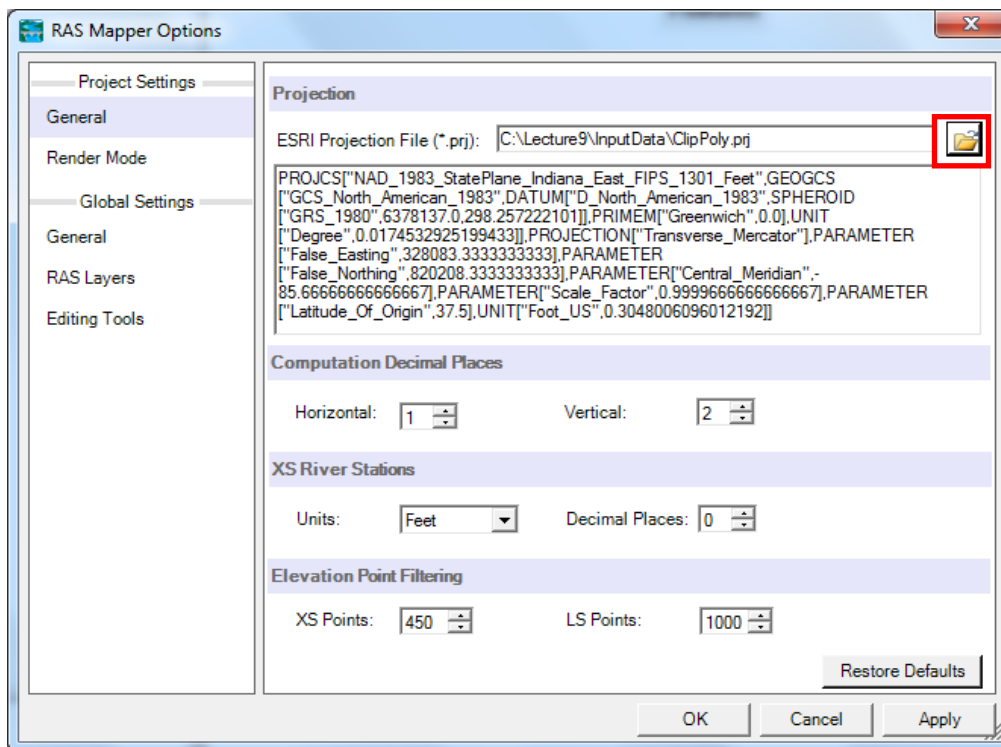 RAS Mapper Options
x
Project Settings
General
Render Mode
Global Settings
General
RAS Layers
Editing Tools
Projection
ESRI Projection File (*.prj): C:\Lecture9\InputData\ClipPoly.prj
PROJCS["NAD_1983_StatePlane_Indiana_East_FIPS_1301_Feet",GEOGCS
["GCS_North_American_1983",DATUM["D_North_American_1983",SPHEROID
["GRS_1980",6378137.0,298.257222101]],PRIMEM["Greenwich",0.0],UNIT
["Degree",0.0174532925199433]],PROJECTION["Transverse_Mercator"],PARAMETER
["False_Easting",328083.3333333333],PARAMETER
["False_Northing",820208.3333333333],PARAMETER["Central_Meridian",-
85.66666666666667],PARAMETER["Scale_Factor",0.9999666666666667],PARAMETER
["Latitude_Of_Origin",37.5],UNIT["Foot_US",0.3048006096012192]]
Computation Decimal Places
Horizontal: 1 Vertical: 2
XS River Stations
Units: Feet Decimal Places: 0
Elevation Point Filtering
XS Points: 450 LS Points: 1000
Restore Defaults
OK Cancel Apply